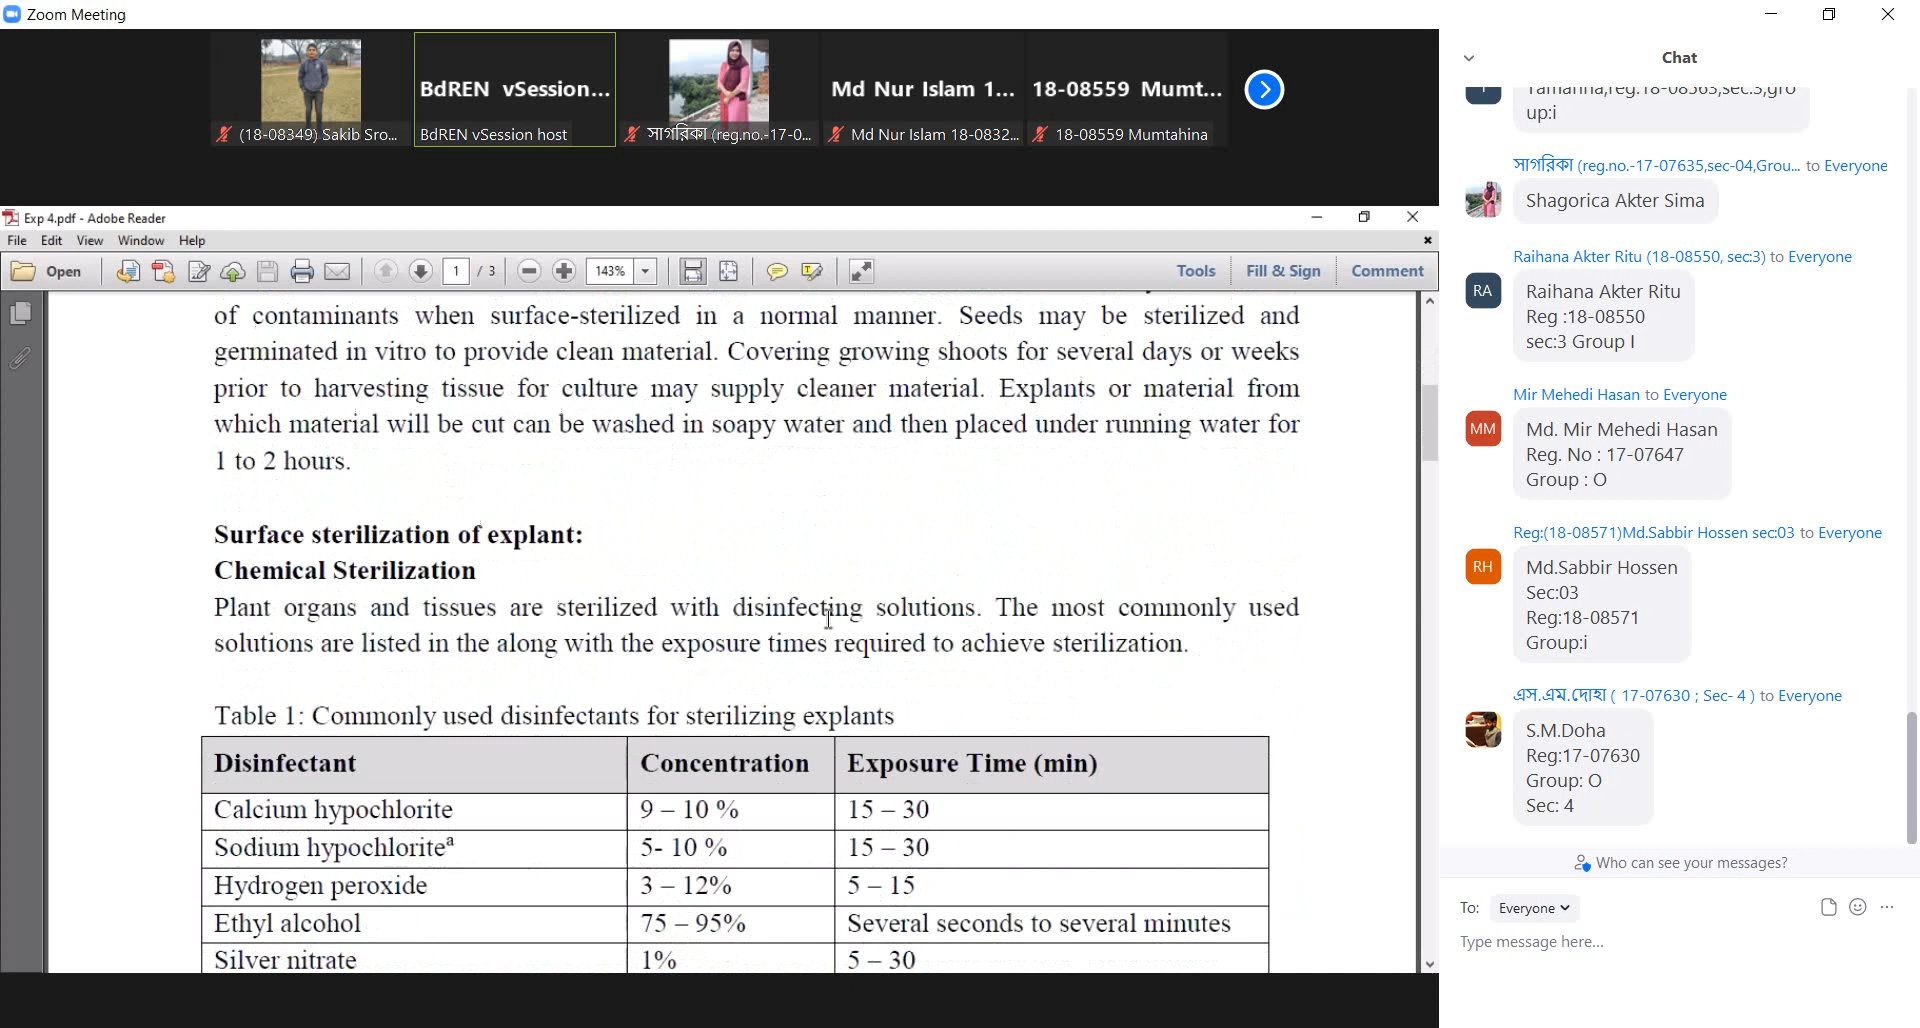 Zoom Meeting
BdREN vSession...
Md Nur Islam 1...
18-08559 Mumt...
(18-08349) Sakib Sro...
BdREN vSession host
সাগরিকা (reg.no.-17-0...
Md Nur Islam 18-0832...
18-08559 Mumtahina
Exp 4.pdf - Adobe Reader
File Edit View Window Help
Open
1 / 3
143%
Tools
Fill & Sign
Comment
of contaminants when surface-sterilized in a normal manner. Seeds may be sterilized and
germinated in vitro to provide clean material. Covering growing shoots for several days or weeks
prior to harvesting tissue for culture may supply cleaner material. Explants or material from
which material will be cut can be washed in soapy water and then placed under running water for
1 to 2 hours.
Surface sterilization of explant:
Chemical Sterilization
Plant organs and tissues are sterilized with disinfecting solutions. The most commonly used
solutions are listed in the along with the exposure times required to achieve sterilization.
Table 1: Commonly used disinfectants for sterilizing explants
Disinfectant Concentration Exposure Time (min)
Calcium hypochlorite 9 – 10 % 15 – 30
Sodium hypochloriteᵃ 5- 10 % 15 – 30
Hydrogen peroxide 3 – 12% 5 – 15
Ethyl alcohol 75 – 95% Several seconds to several minutes
Silver nitrate 1% 5 – 30
Chat
up:i
সাগরিকা (reg.no.-17-07635,sec-04,Grou... to Everyone
Shagorica Akter Sima
Raihana Akter Ritu (18-08550, sec:3) to Everyone
RA
Raihana Akter Ritu
Reg :18-08550
sec:3 Group I
Mir Mehedi Hasan to Everyone
MM
Md. Mir Mehedi Hasan
Reg. No : 17-07647
Group : O
Reg:(18-08571)Md.Sabbir Hossen sec:03 to Everyone
RH
Md.Sabbir Hossen
Sec:03
Reg:18-08571
Group:i
এস.এম.দোহা ( 17-07630 ; Sec- 4 ) to Everyone
S.M.Doha
Reg:17-07630
Group: O
Sec: 4
Who can see your messages?
To: Everyone
Type message here...